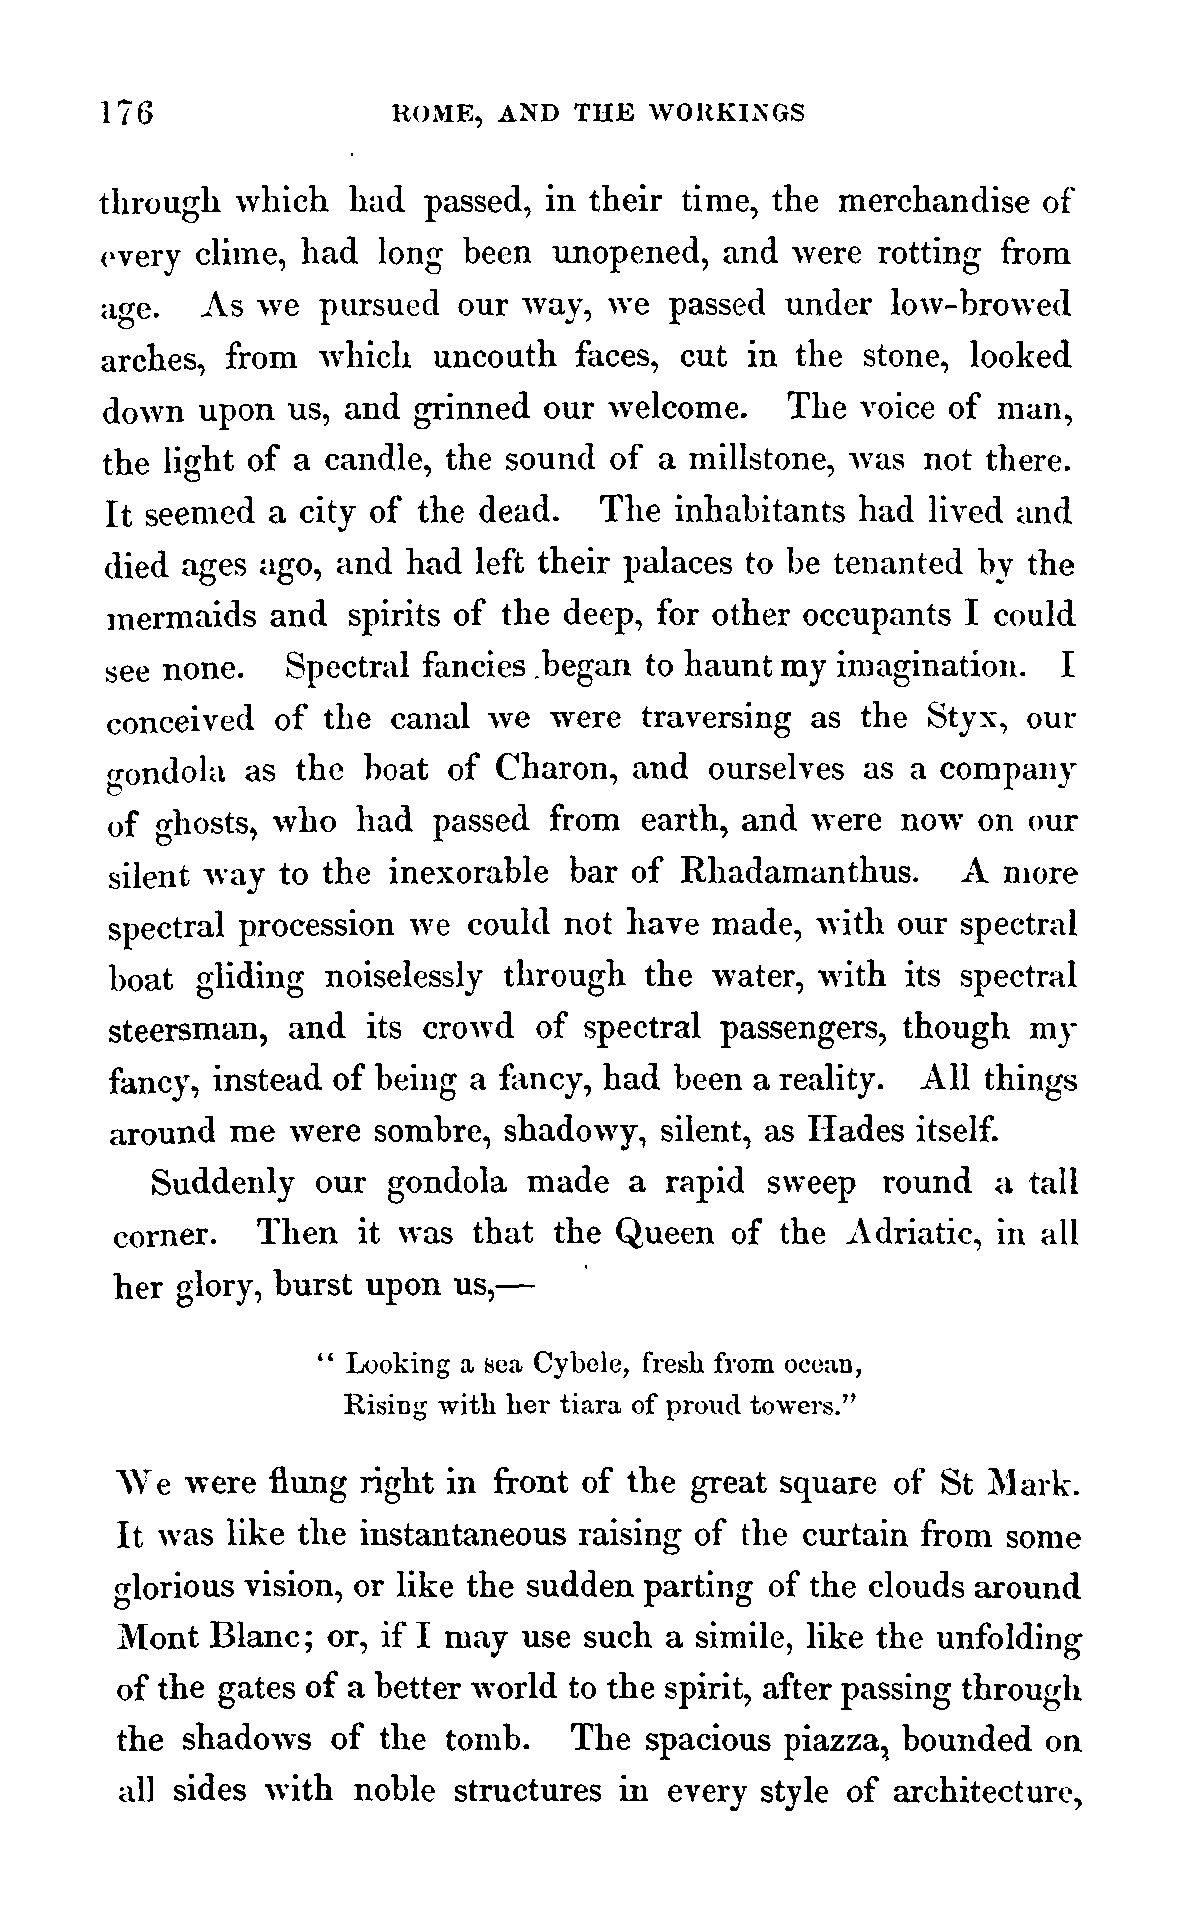 176 ROME, AND THE WORKINGS
through which had passed, in their time, the merchandise of
every clime, had long been unopened, and were rotting from
age. As we pursued our way, we passed under low-browed
arches, from which uncouth faces, cut in the stone, looked
down upon us, and grinned our welcome. The voice of man,
the light of a candle, the sound of a millstone, was not there.
It seemed a city of the dead. The inhabitants had lived and
died ages ago, and had left their palaces to be tenanted by the
mermaids and spirits of the deep, for other occupants I could
see none. Spectral fancies began to haunt my imagination. I
conceived of the canal we were traversing as the Styx, our
gondola as the boat of Charon, and ourselves as a company
of ghosts, who had passed from earth, and were now on our
silent way to the inexorable bar of Rhadamanthus. A more
spectral procession we could not have made, with our spectral
boat gliding noiselessly through the water, with its spectral
steersman, and its crowd of spectral passengers, though my
fancy, instead of being a fancy, had been a reality. All things
around me were sombre, shadowy, silent, as Hades itself.
Suddenly our gondola made a rapid sweep round a tall
corner. Then it was that the Queen of the Adriatic, in all
her glory, burst upon us,—
“ Looking a sea Cybele, fresh from ocean,
Rising with her tiara of proud towers.”
We were flung right in front of the great square of St Mark.
It was like the instantaneous raising of the curtain from some
glorious vision, or like the sudden parting of the clouds around
Mont Blanc; or, if I may use such a simile, like the unfolding
of the gates of a better world to the spirit, after passing through
the shadows of the tomb. The spacious piazza, bounded on
all sides with noble structures in every style of architecture,